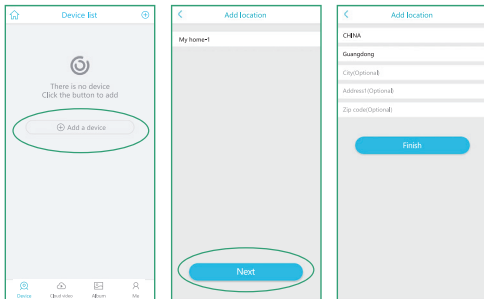 Device list
There is no device
Click the button to add
Add a device
Device
Cloud video
Album
Me
Add location
My home-1
Next
Add location
CHINA
Guangdong
City(Optional)
Address1(Optional)
Zip code(Optional)
Finish